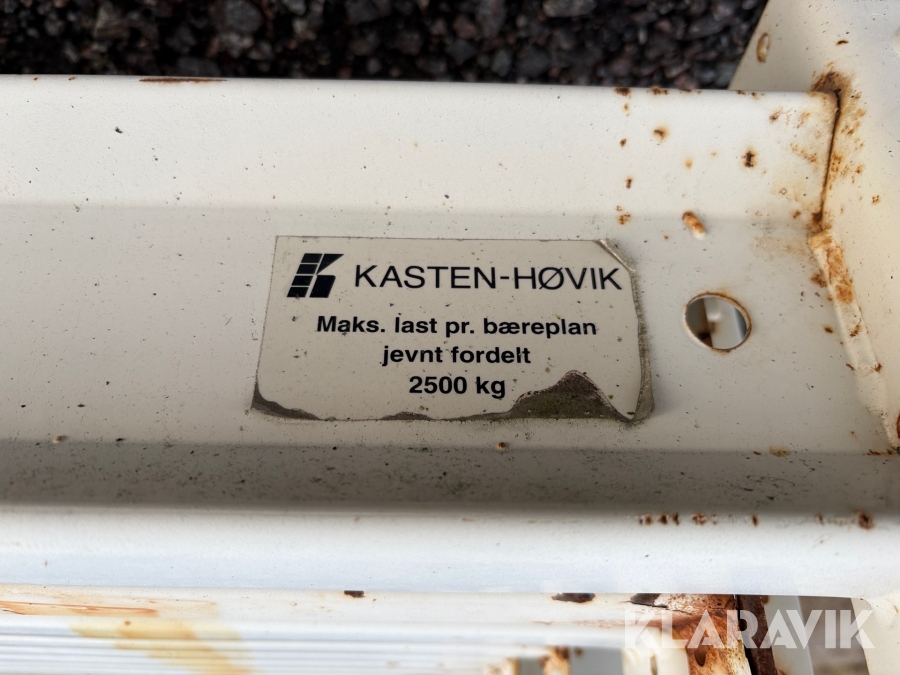 KASTEN-HØVIK
Maks. last pr. bæreplan
jevnt fordelt
2500 kg
KLARAVIK